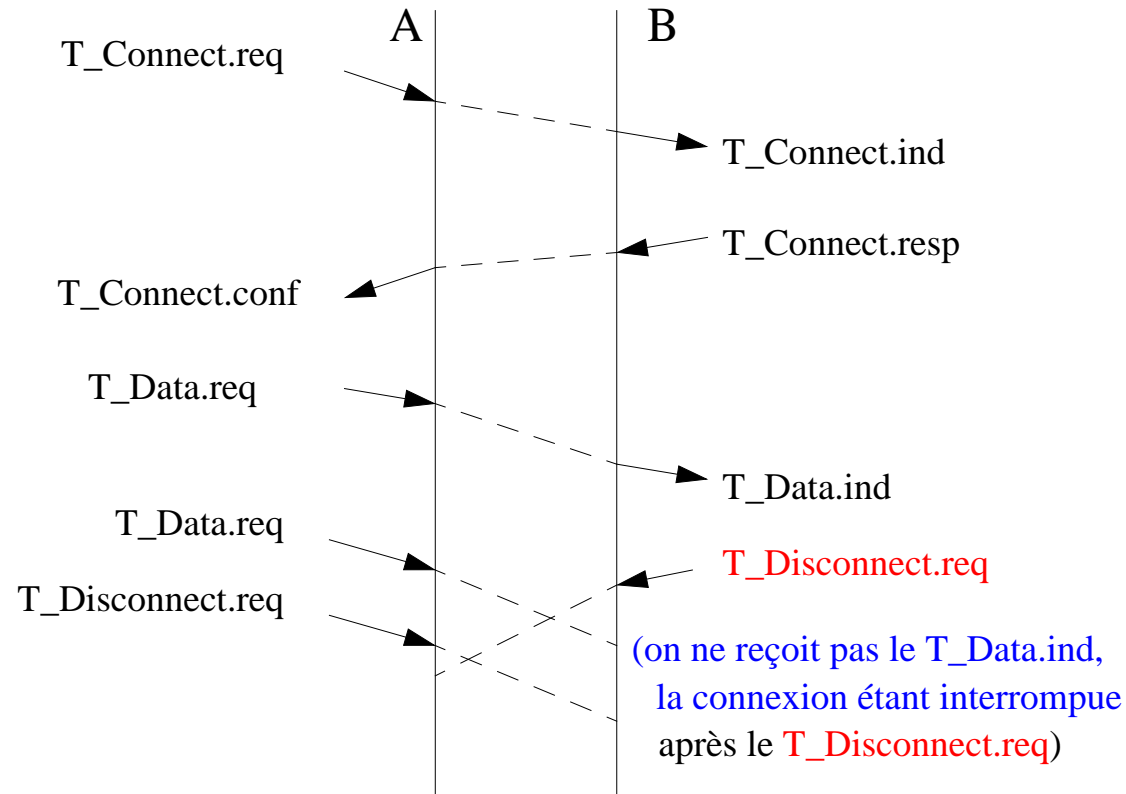 A
B
T_Connect.req
T_Connect.ind
T_Connect.resp
T_Connect.conf
T_Data.req
T_Data.ind
T_Data.req
T_Disconnect.req
T_Disconnect.req
(on ne reçoit pas le T_Data.ind,
la connexion étant interrompue
après le T_Disconnect.req)